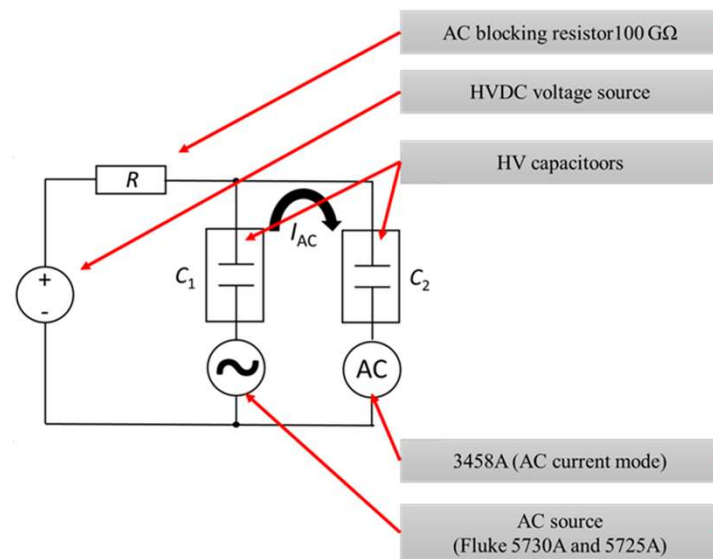 AC blocking resistor100 GΩ
HVDC voltage source
HV capacitoors
R
I AC
C1
C2
+
-
AC
3458A (AC current mode)
AC source
(Fluke 5730A and 5725A)